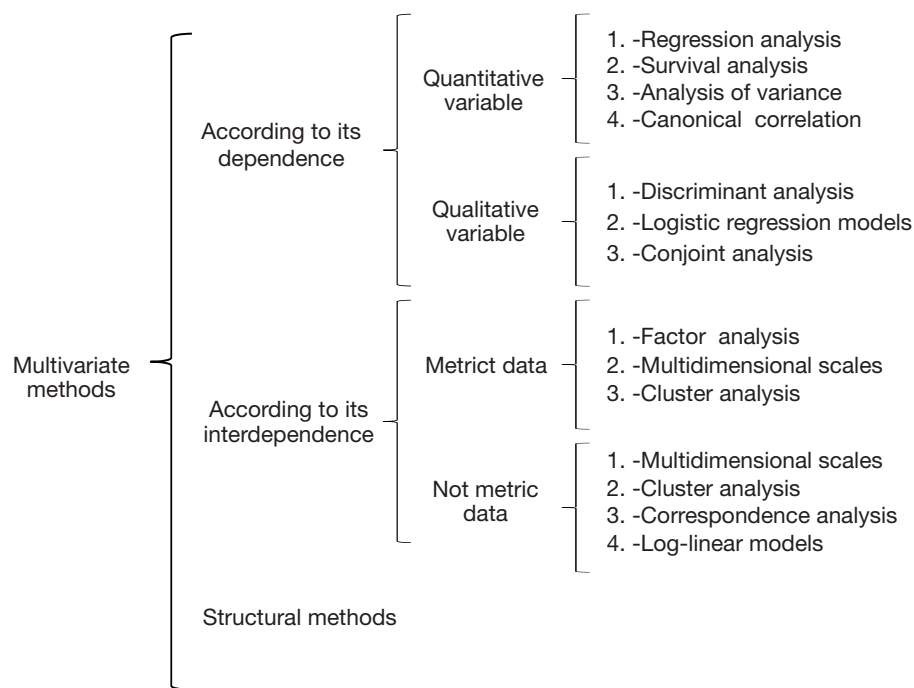 Multivariate
methods
According to its
dependence
Quantitative
variable
1. -Regression analysis
2. -Survival analysis
3. -Analysis of variance
4. -Canonical  correlation
Qualitative
variable
1. -Discriminant analysis
2. -Logistic regression models
3. -Conjoint analysis
According to its
interdependence
Metrict data
1. -Factor  analysis
2. -Multidimensional scales
3. -Cluster analysis
Not metric
data
1. -Multidimensional scales
2. -Cluster analysis
3. -Correspondence analysis
4. -Log-linear models
Structural methods